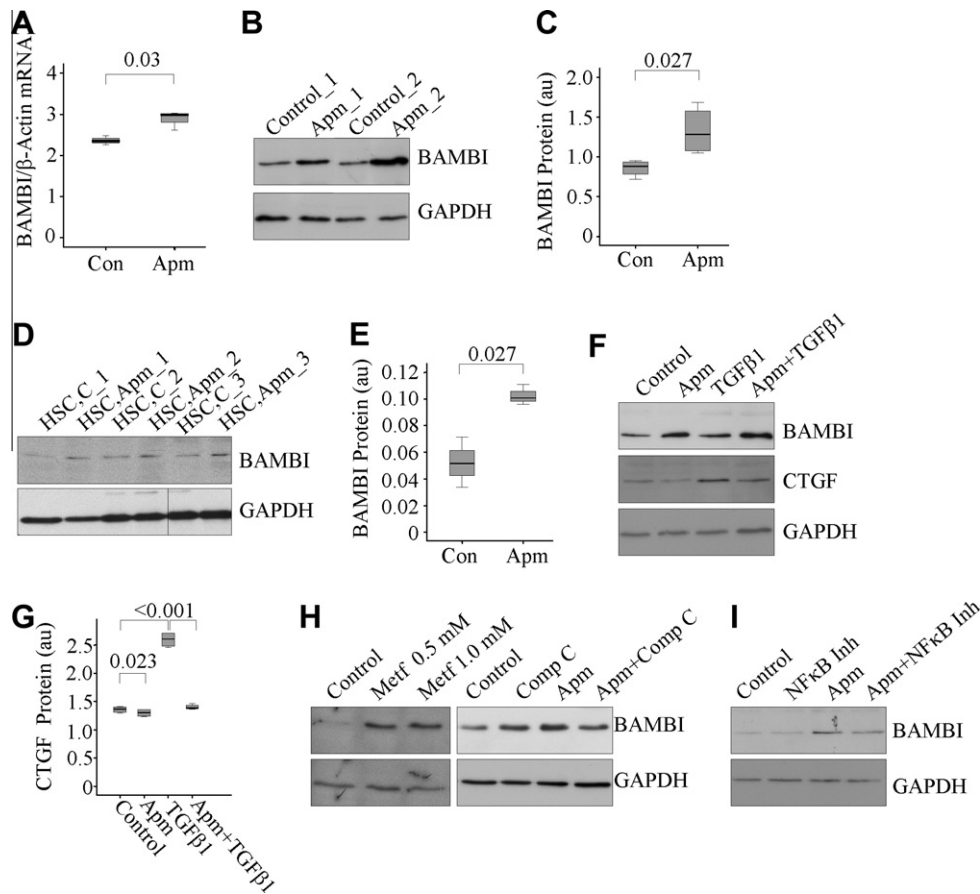 A
BAMBI/β-Actin mRNA
0.03
4
3
2
1
0
Con Apm
B
Control_1
Apm_1
Control_2
Apm_2
BAMBI
GAPDH
C
BAMBI Protein (au)
0.027
2.0
1.5
1.0
0.5
0
Con Apm
D
HSC,C_1
HSC,Apm_1
HSC,C_2
HSC,Apm_2
HSC,C_3
HSC,Apm_3
BAMBI
GAPDH
E
BAMBI Protein (au)
0.027
0.12
0.10
0.08
0.06
0.04
0.02
0
Con Apm
F
Control
Apm
TGFβ1
Apm+TGFβ1
BAMBI
CTGF
GAPDH
G
CTGF Protein (au)
<0.001
0.023
2.5
2.0
1.5
1.0
0.5
0
Control
Apm
TGFβ1
Apm+TGFβ1
H
Control
Metf 0.5 mM
Metf 1.0 mM
Control
Comp C
Apm
Apm+Comp C
BAMBI
GAPDH
I
Control
NFκB Inh
Apm
Apm+NFκB Inh
BAMBI
GAPDH